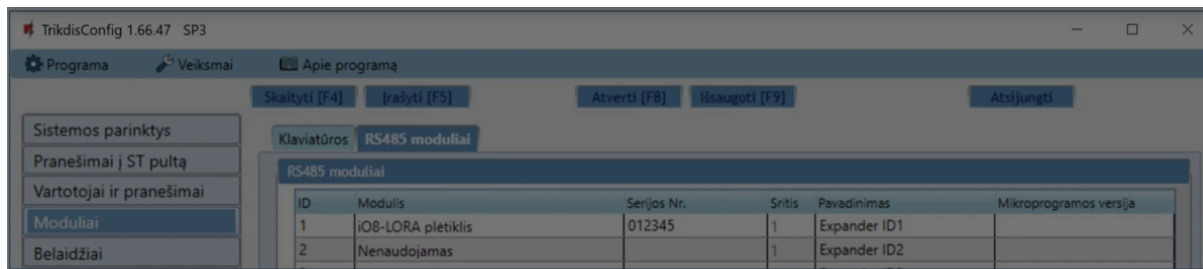 TrikdisConfig 1.66.47 SP3
Programa Veiksmai Apie programą
Skaityti [F4] Įrašyti [F5] Atverti [F8] Išsaugoti [F9] Atsijungti
Sistemos parinktys
Pranešimai į ST pultą
Vartotojai ir pranešimai
Moduliai
Belaidžiai
Klaviatūros RS485 moduliai
RS485 moduliai
ID Modulis Serijos Nr. Sritis Pavadinimas Mikroprogramos versija
1 iO8-LORA plėtiklis 012345 1 Expander ID1
2 Nenaudojamas 1 Expander ID2